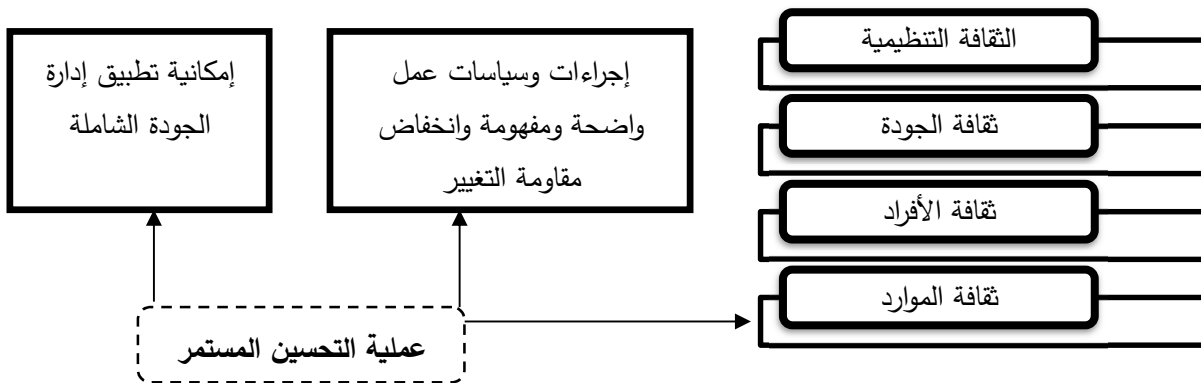 الثقافة التنظيمية
ثقافة الجودة
ثقافة الأفراد
ثقافة الموارد
إجراءات وسياسات عمل
واضحة ومفهومة وانخفاض
مقاومة التغيير
إمكانية تطبيق إدارة
الجودة الشاملة
عملية التحسين المستمر